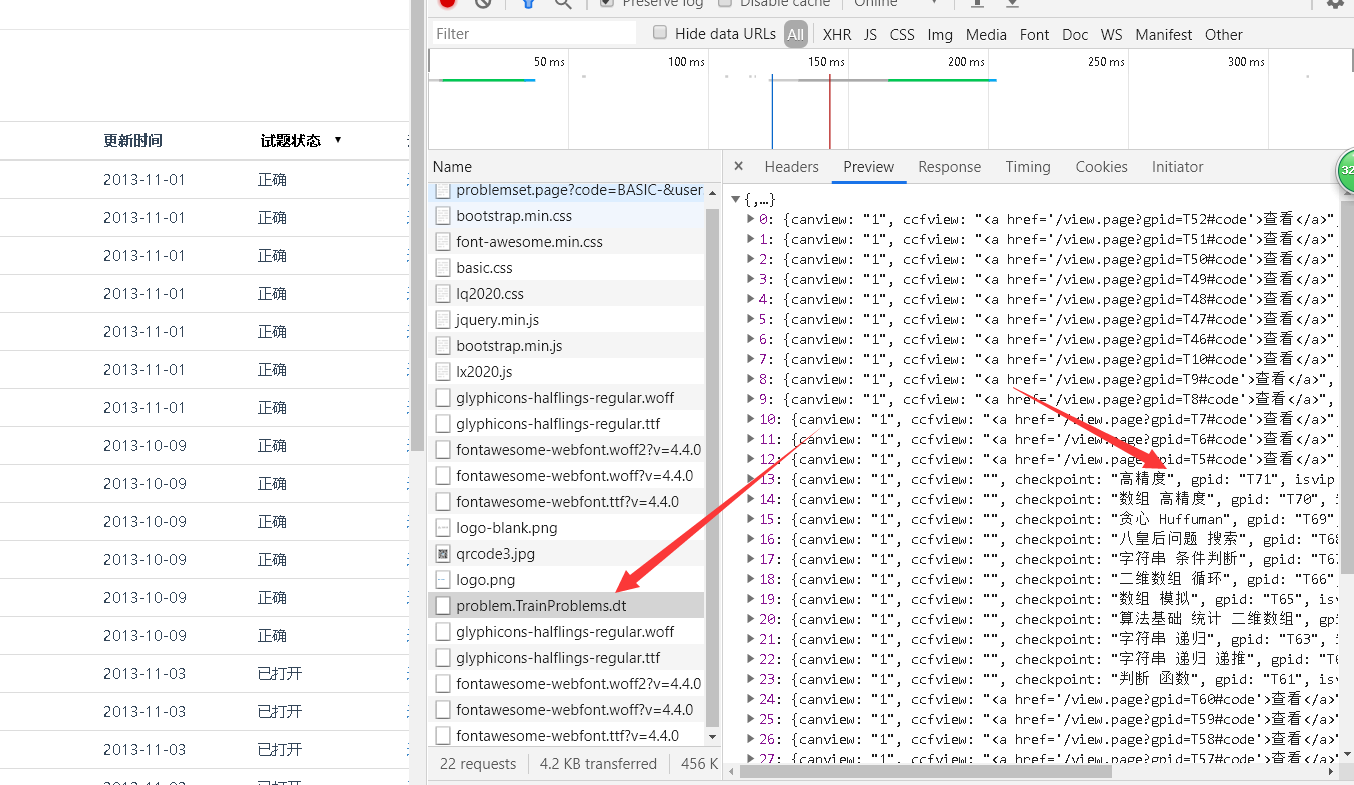 Preserve log Disable cache Online
Filter Hide data URLs All XHR JS CSS Img Media Font Doc WS Manifest Other
50 ms 100 ms 150 ms 200 ms 250 ms 300 ms
更新时间 试题状态 ▼
2013-11-01 正确
2013-11-01 正确
2013-11-01 正确
2013-11-01 正确
2013-11-01 正确
2013-11-01 正确
2013-11-01 正确
2013-10-09 正确
2013-10-09 正确
2013-10-09 正确
2013-10-09 正确
2013-10-09 正确
2013-10-09 正确
2013-11-03 已打开
2013-11-03 已打开
2013-11-03 已打开
2013-11-03 已打开
Name
problemset.page?code=BASIC-&user
bootstrap.min.css
font-awesome.min.css
basic.css
lq2020.css
jquery.min.js
bootstrap.min.js
lx2020.js
glyphicons-halflings-regular.woff
glyphicons-halflings-regular.ttf
fontawesome-webfont.woff2?v=4.4.0
fontawesome-webfont.woff?v=4.4.0
fontawesome-webfont.ttf?v=4.4.0
logo-blank.png
qrcode3.jpg
logo.png
problem.TrainProblems.dt
glyphicons-halflings-regular.woff
glyphicons-halflings-regular.ttf
fontawesome-webfont.woff2?v=4.4.0
fontawesome-webfont.woff?v=4.4.0
fontawesome-webfont.ttf?v=4.4.0
22 requests 4.2 KB transferred 456 K
× Headers Preview Response Timing Cookies Initiator
▼{,…}
▶0: {canview: "1", ccfview: "<a href='/view.page?gpid=T52#code'>查看</a>"
▶1: {canview: "1", ccfview: "<a href='/view.page?gpid=T51#code'>查看</a>"
▶2: {canview: "1", ccfview: "<a href='/view.page?gpid=T50#code'>查看</a>"
▶3: {canview: "1", ccfview: "<a href='/view.page?gpid=T49#code'>查看</a>"
▶4: {canview: "1", ccfview: "<a href='/view.page?gpid=T48#code'>查看</a>"
▶5: {canview: "1", ccfview: "<a href='/view.page?gpid=T47#code'>查看</a>"
▶6: {canview: "1", ccfview: "<a href='/view.page?gpid=T46#code'>查看</a>"
▶7: {canview: "1", ccfview: "<a href='/view.page?gpid=T10#code'>查看</a>"
▶8: {canview: "1", ccfview: "<a href='/view.page?gpid=T9#code'>查看</a>",
▶9: {canview: "1", ccfview: "<a href='/view.page?gpid=T8#code'>查看</a>",
▶10: {canview: "1", ccfview: "<a href='/view.page?gpid=T7#code'>查看</a>"
▶11: {canview: "1", ccfview: "<a href='/view.page?gpid=T6#code'>查看</a>"
▶12: {canview: "1", ccfview: "<a href='/view.page?gpid=T5#code'>查看</a>"
▶13: {canview: "1", ccfview: "", checkpoint: "高精度", gpid: "T71", isvip
▶14: {canview: "1", ccfview: "", checkpoint: "数组 高精度", gpid: "T70",
▶15: {canview: "1", ccfview: "", checkpoint: "贪心 Huffuman", gpid: "T69"
▶16: {canview: "1", ccfview: "", checkpoint: "八皇后问题 搜索", gpid: "T68
▶17: {canview: "1", ccfview: "", checkpoint: "字符串 条件判断", gpid: "T67
▶18: {canview: "1", ccfview: "", checkpoint: "二维数组 循环", gpid: "T66"
▶19: {canview: "1", ccfview: "", checkpoint: "数组 模拟", gpid: "T65", isv
▶20: {canview: "1", ccfview: "", checkpoint: "算法基础 统计 二维数组", gpi
▶21: {canview: "1", ccfview: "", checkpoint: "字符串 递归", gpid: "T63",
▶22: {canview: "1", ccfview: "", checkpoint: "字符串 递归 递推", gpid: "T6
▶23: {canview: "1", ccfview: "", checkpoint: "判断 函数", gpid: "T61", isv
▶24: {canview: "1", ccfview: "<a href='/view.page?gpid=T60#code'>查看</a>
▶25: {canview: "1", ccfview: "<a href='/view.page?gpid=T59#code'>查看</a>
▶26: {canview: "1", ccfview: "<a href='/view.page?gpid=T58#code'>查看</a>
▶27: {canview: "1", ccfview: "<a href='/view.page?gpid=T57#code'>查看</a>
32